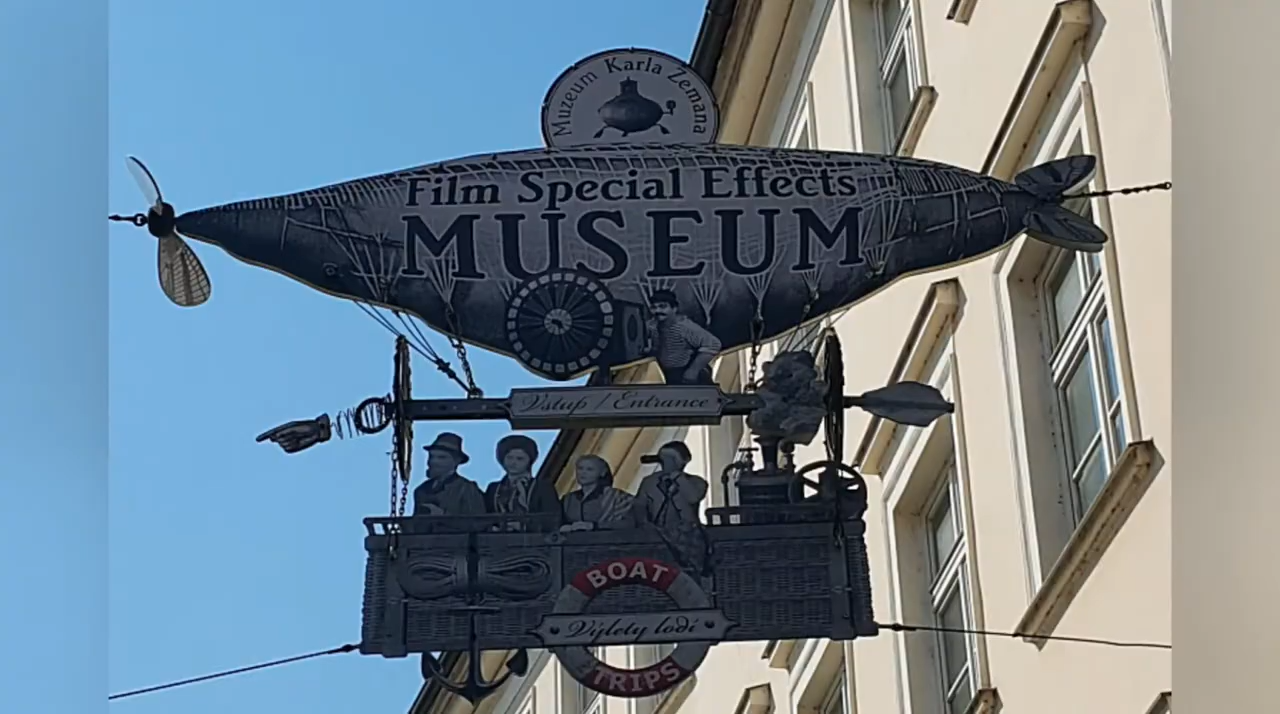 Muzeum Karla Zemana
Film Special Effects
MUSEUM
Vstup / Entrance
BOAT
Výlety lodí
TRIPS